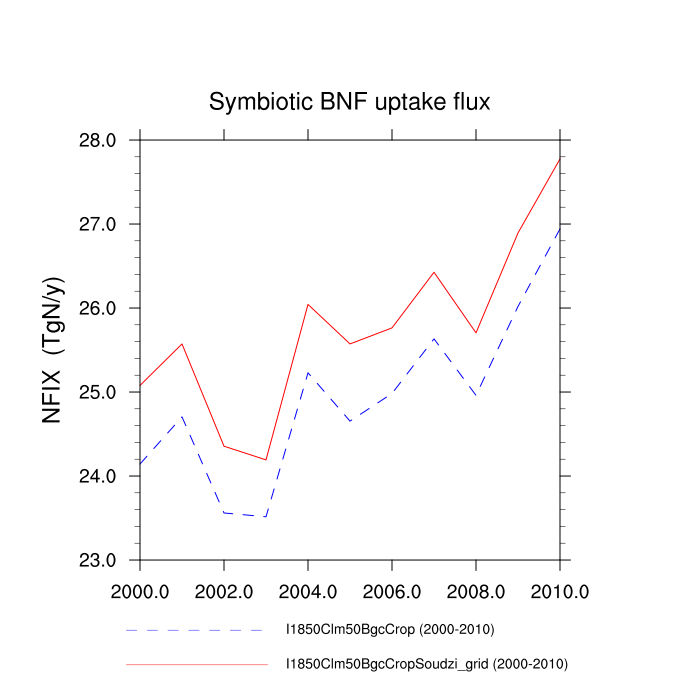 Symbiotic BNF uptake flux
NFIX (TgN/y)
28.0
27.0
26.0
25.0
24.0
23.0
2000.0 2002.0 2004.0 2006.0 2008.0 2010.0
I1850Clm50BgcCrop (2000-2010)
I1850Clm50BgcCropSoudzi_grid (2000-2010)